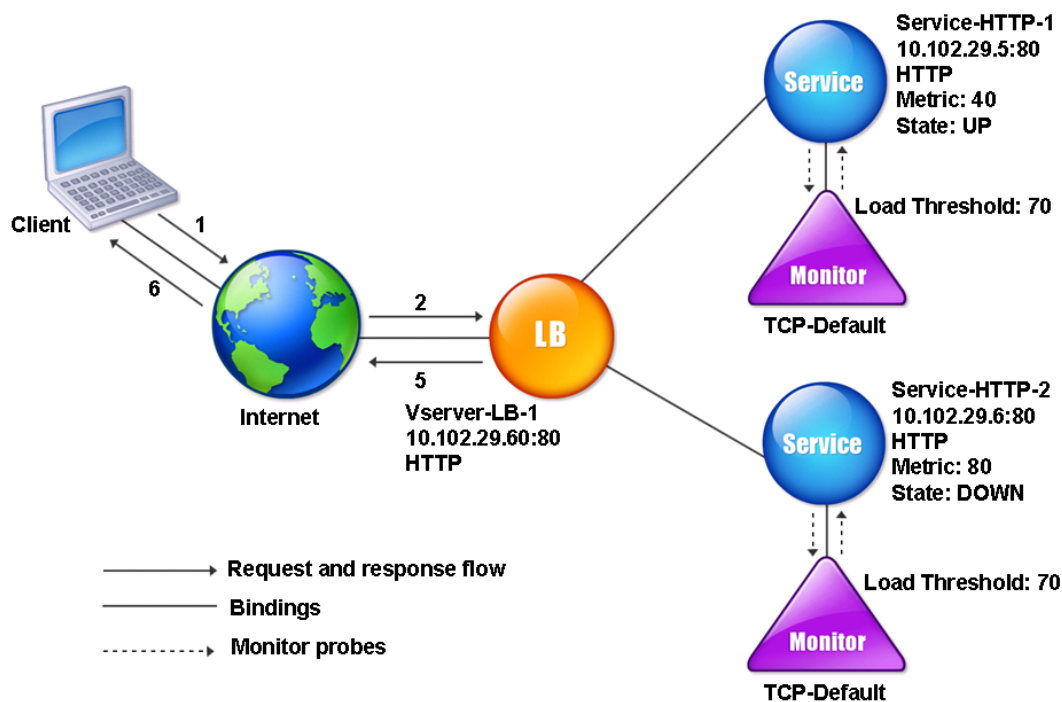 Service-HTTP-1
10.102.29.5:80
HTTP
Metric: 40
State: UP
Service
Load Threshold: 70
Monitor
TCP-Default
Client
1
6
Internet
2
5
LB
Vserver-LB-1
10.102.29.60:80
HTTP
Service-HTTP-2
10.102.29.6:80
HTTP
Metric: 80
State: DOWN
Service
Load Threshold: 70
Monitor
TCP-Default
Request and response flow
Bindings
Monitor probes